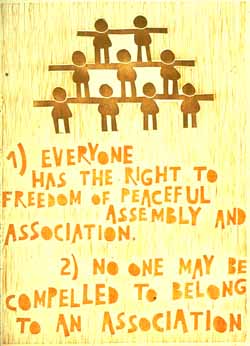 1) EVERYONE
HAS THE RIGHT TO
FREEDOM OF PEACEFUL
ASSEMBLY AND
ASSOCIATION.
2) NO ONE MAY BE
COMPELLED TO BELONG
TO AN ASSOCIATION